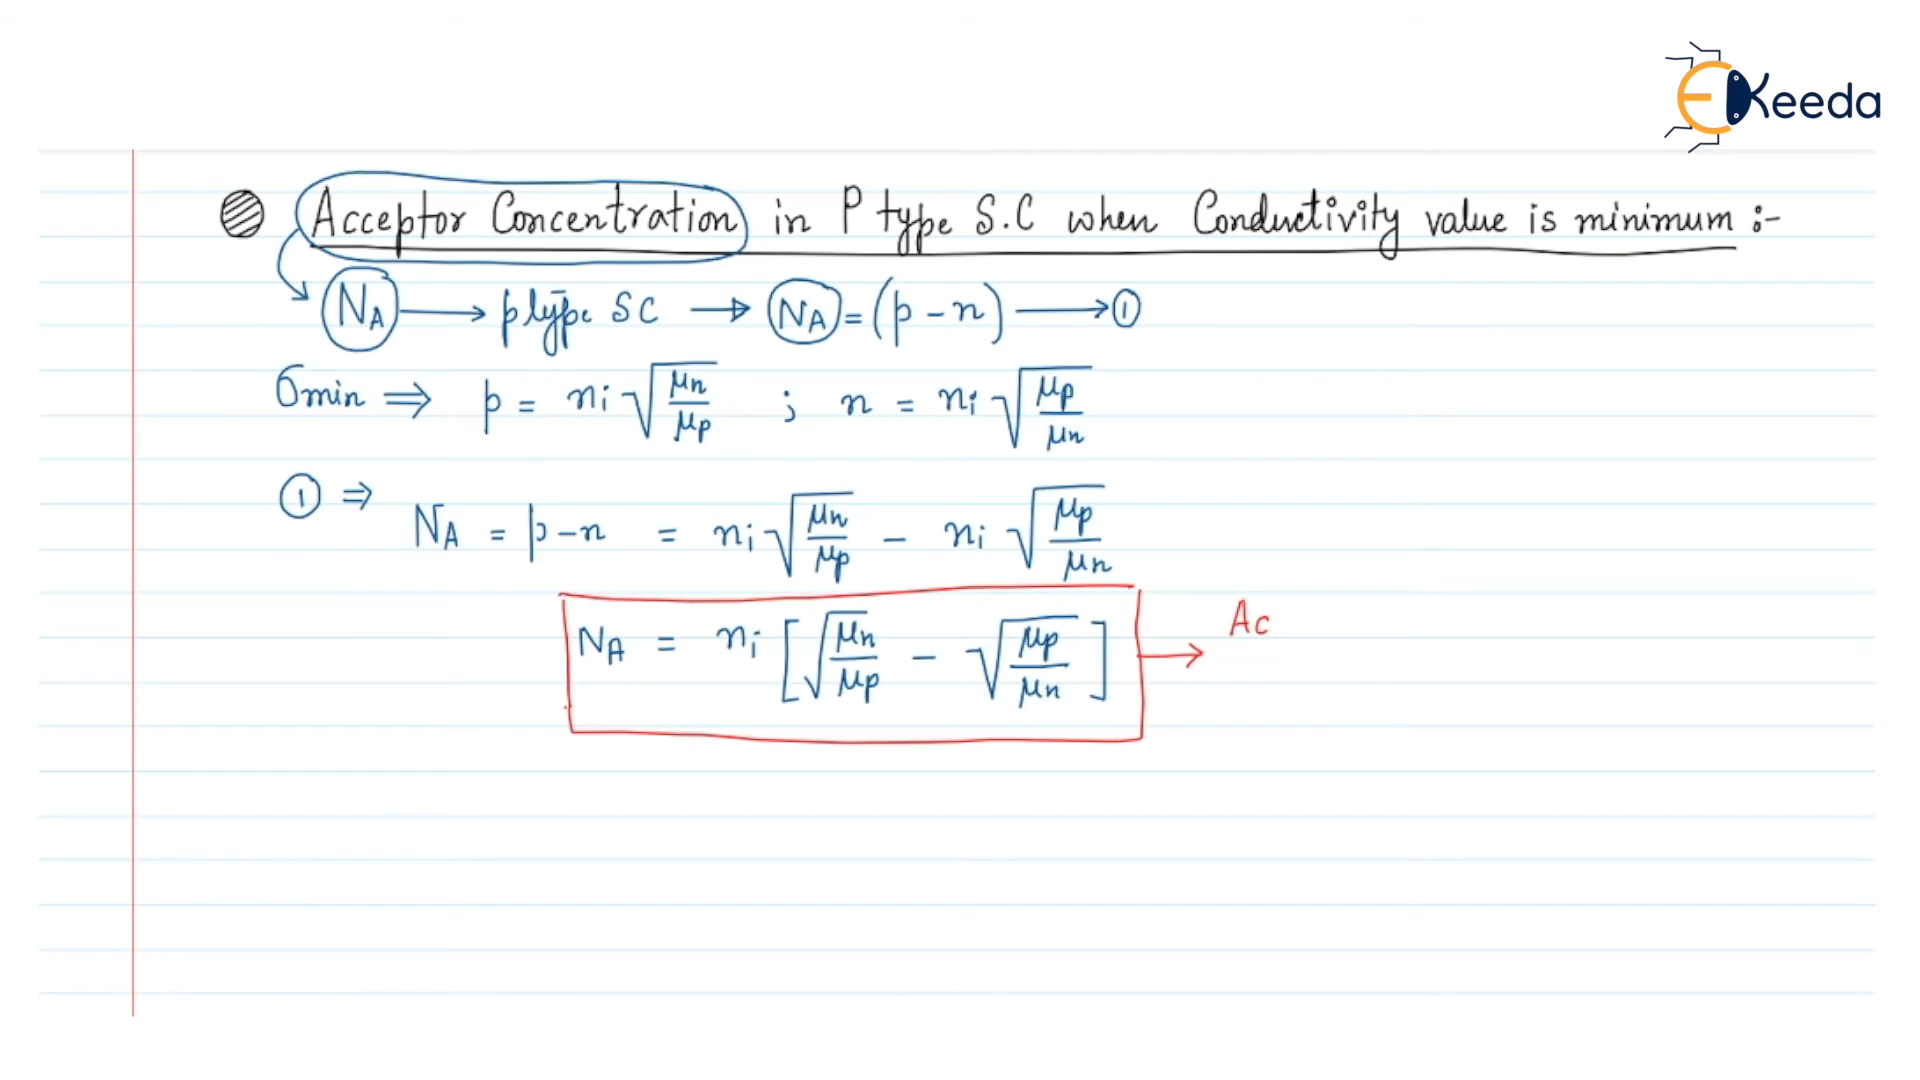 EKeeda
Acceptor Concentration in P type S.C when Conductivity value is minimum :-
NA → p type SC → NA = (p - n) → ①
σmin ⇒ p = ni √(μn/μp) ; n = ni √(μp/μn)
① ⇒
NA = p - n = ni √(μn/μp) - ni √(μp/μn)
NA = ni [√(μn/μp) - √(μp/μn)] → Ac